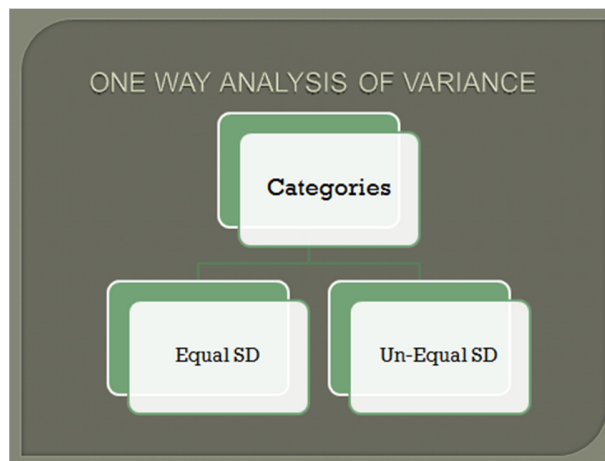 ONE WAY ANALYSIS OF VARIANCE
Categories
Equal SD
Un-Equal SD